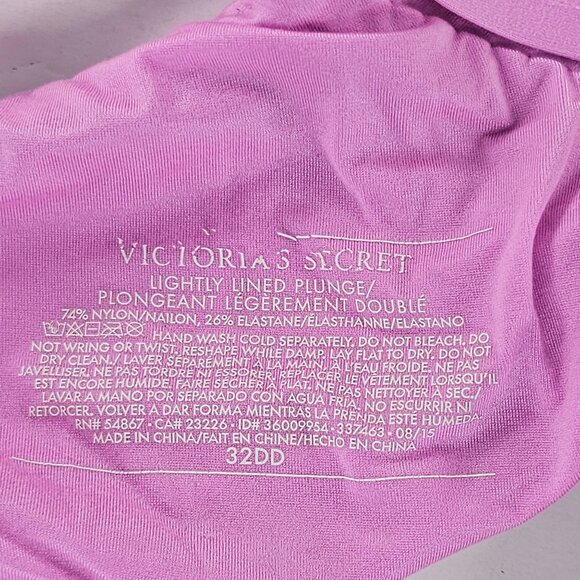 VICTORIA'S SECRET
LIGHTLY LINED PLUNGE/
PLONGEANT LÉGÈREMENT DOUBLÉ
74% NYLON/NAILON, 26% ELASTANE/ÉLASTHANNE/ELASTANO
HAND WASH COLD SEPARATELY. DO NOT BLEACH. DO
NOT WRING OR TWIST. RESHAPE WHILE DAMP. LAY FLAT TO DRY. DO NOT
DRY CLEAN./ LAVER SÉPARÉMENT À LA MAIN, À L'EAU FROIDE. NE PAS
JAVELLISER. NE PAS TORDRE NI ESSORER. REPLACER LE VÊTEMENT LORSQU'IL
EST ENCORE HUMIDE. FAIRE SÉCHER À PLAT. NE PAS NETTOYER À SEC./
LAVAR A MANO POR SEPARADO CON AGUA FRÍA. NO ESCURRIR NI
RETORCER. VOLVER A DAR FORMA MIENTRAS LA PRENDA ESTÉ HUMEDA.
RN# 54867 • CA# 23226 • ID# 36009954 • 337463 • 08/15
MADE IN CHINA/FAIT EN CHINE/HECHO EN CHINA
32DD